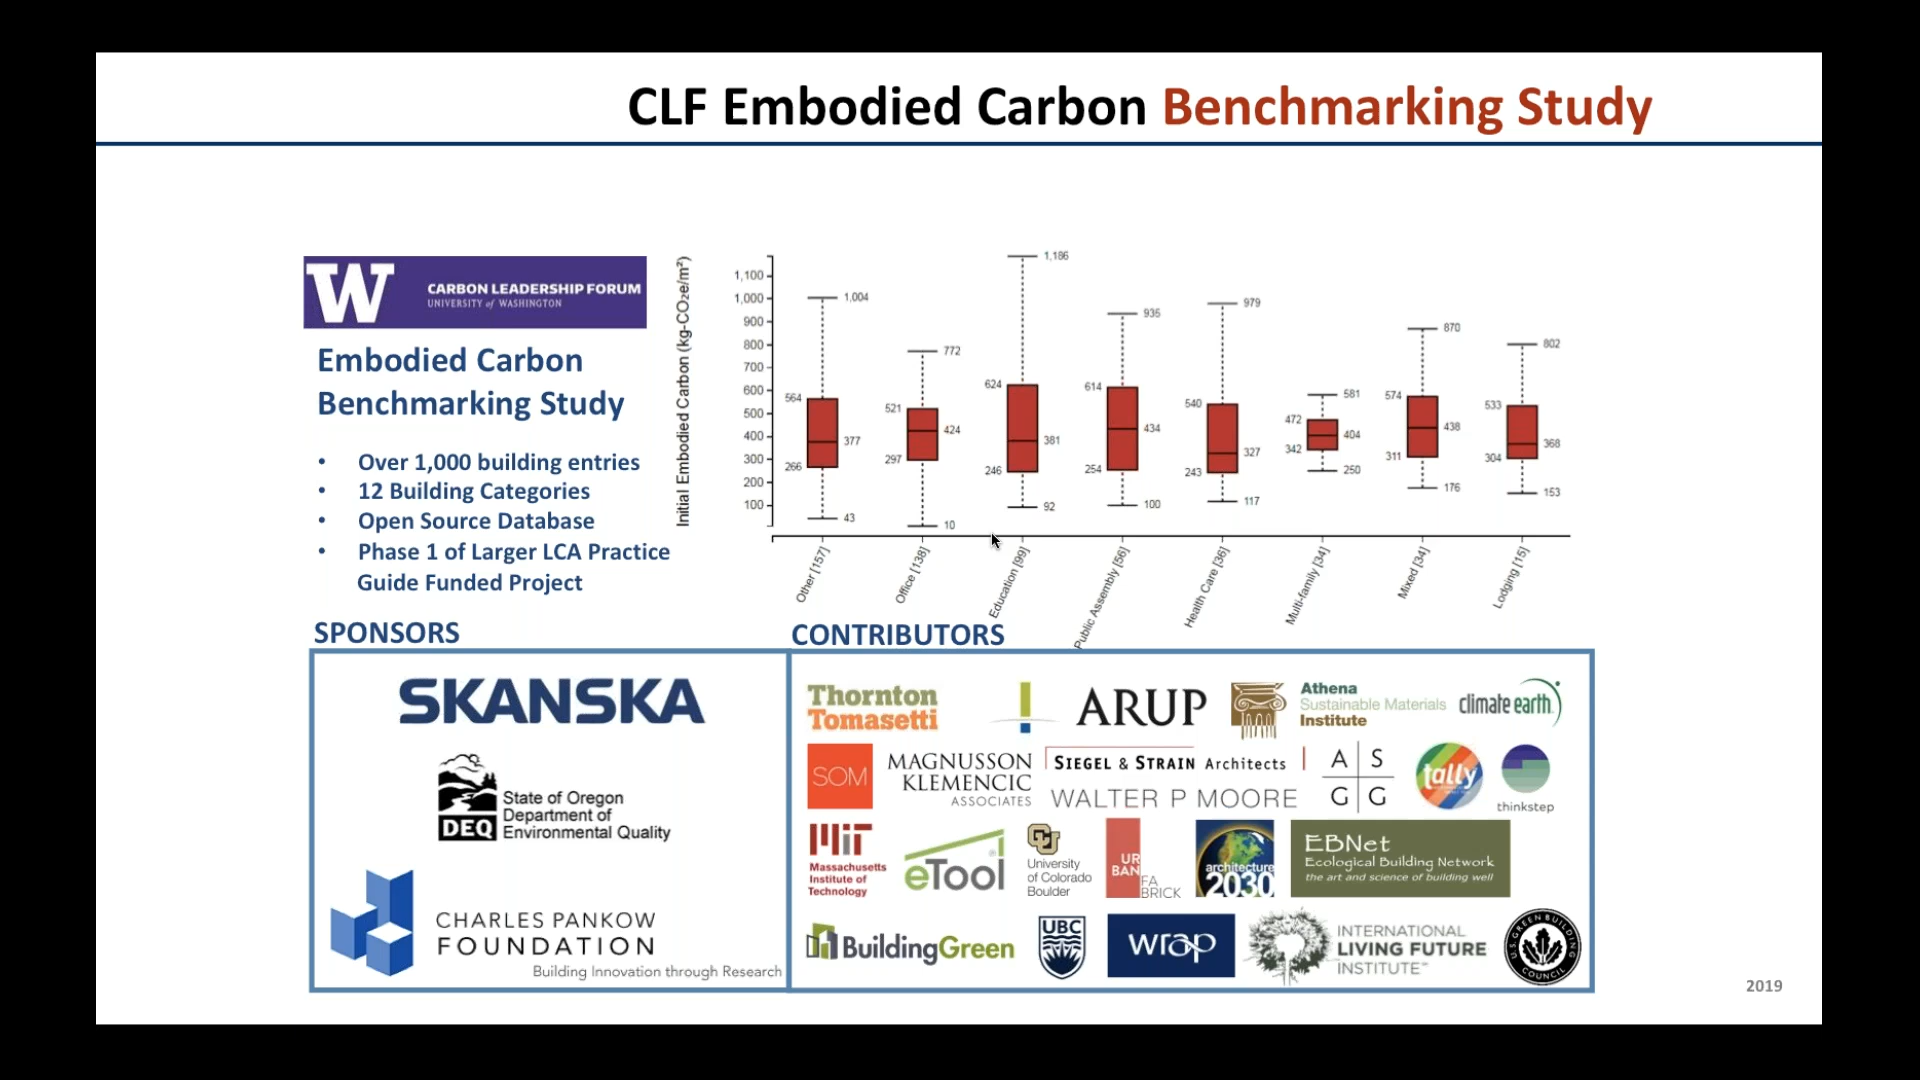 CLF Embodied Carbon Benchmarking Study
W
CARBON LEADERSHIP FORUM
UNIVERSITY of WASHINGTON
Embodied Carbon
Benchmarking Study
• Over 1,000 building entries
• 12 Building Categories
• Open Source Database
• Phase 1 of Larger LCA Practice
Guide Funded Project
Initial Embodied Carbon (kg-CO2e/m²)
1,100
1,000
900
800
700
600
500
400
300
200
100
1,004
564
377
266
43
772
521
424
297
10
1,186
624
381
246
92
935
614
434
254
100
979
540
327
243
117
581
472
404
342
250
870
574
438
311
176
802
533
368
304
153
Other [157]
Office [138]
Education [99]
Public Assembly [56]
Health Care [36]
Multi-family [34]
Mixed [34]
Lodging [15]
SPONSORS
SKANSKA
DEQ
State of Oregon
Department of
Environmental Quality
CHARLES PANKOW
FOUNDATION
Building Innovation through Research
CONTRIBUTORS
Thornton
Tomasetti
ARUP
Athena
Sustainable Materials
Institute
climate earth
SOM
MAGNUSSON
KLEMENCIC
ASSOCIATES
SIEGEL & STRAIN Architects
WALTER P MOORE
A S
G G
tally
thinkstep
MIT
Massachusetts
Institute of
Technology
eTool®
CU
University
of Colorado
Boulder
UR
BAN
FA
BRICK
architecture
2030
EBNet
Ecological Building Network
the art and science of building well
BuildingGreen
UBC
wrap
INTERNATIONAL
LIVING FUTURE
INSTITUTE
U.S. GREEN BUILDING COUNCIL
2019